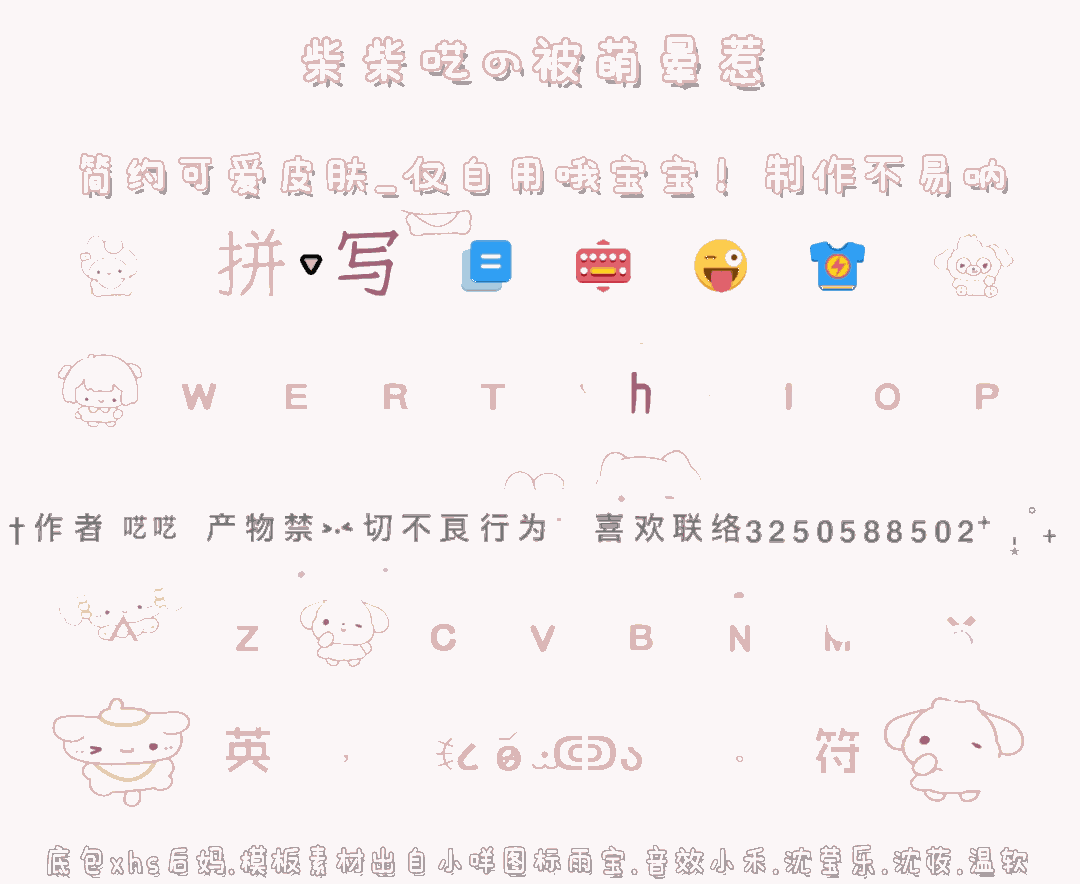 柴柴哎の被萌晕惹
简约可爱皮肤_仅自用哦宝宝！制作不易呐
拼 写
W E R T h I O P
†作者 哎哎 产物禁>·<切不良行为 喜欢联络3250588502⁺
Z C V B N M
英 , 。 符
底包xhs后妈.模板素材出自小咩图标雨宝.音效小禾.沈莹乐.沈莜.温软